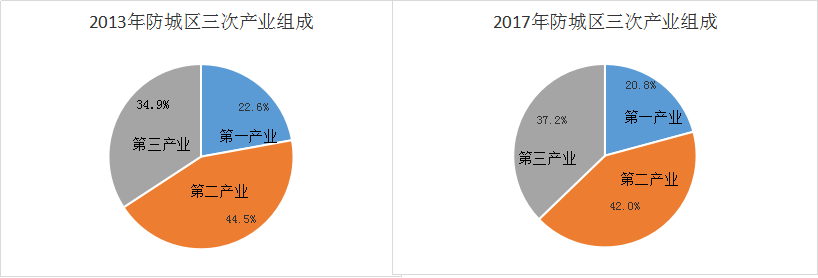 2013年防城区三次产业组成
34.9%
22.6%
第三产业
第一产业
第二产业
44.5%
2017年防城区三次产业组成
20.8%
37.2%
第一产业
第三产业
第二产业
42.0%